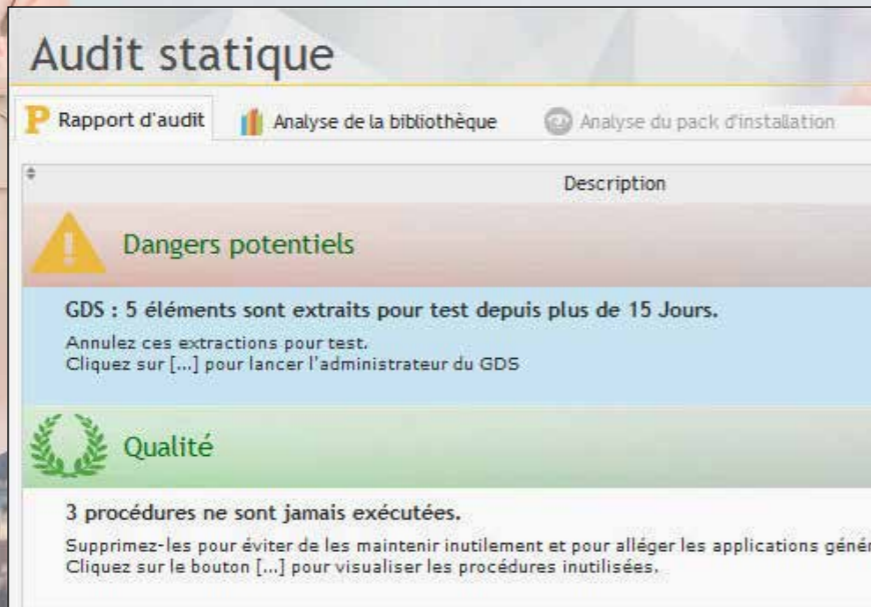 Audit statique
Rapport d'audit
Analyse de la bibliothèque
Analyse du pack d'installation
Description
Dangers potentiels
GDS : 5 éléments sont extraits pour test depuis plus de 15 Jours.
Annulez ces extractions pour test.
Cliquez sur [...] pour lancer l'administrateur du GDS
Qualité
3 procédures ne sont jamais exécutées.
Supprimez-les pour éviter de les maintenir inutilement et pour alléger les applications génér
Cliquez sur le bouton [...] pour visualiser les procédures inutilisées.